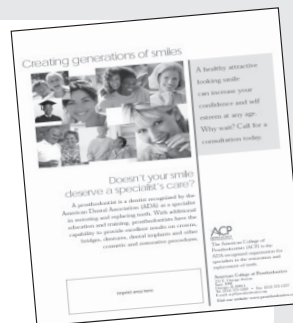 Creating generations of smiles
A healthy attractive
looking smile
can increase your
confidence and self
esteem at any age.
Why wait? Call for a
consultation today.
Doesn't your smile
deserve a specialist's care?
A prosthodontist is a dentist recognized by the
American Dental Association (ADA) as a specialist
in restoring and replacing teeth. With additional
education and training, prosthodontists have the
capability to provide excellent results on crowns,
bridges, dentures, dental implants and other
cosmetic and restorative procedures.
ACP
The American College of
Prosthodontists (ACP) is the
ADA-recognized organization for
specialists in the restoration and
replacement of teeth.
American College of Prosthodontists
imprint area here
Visit our website